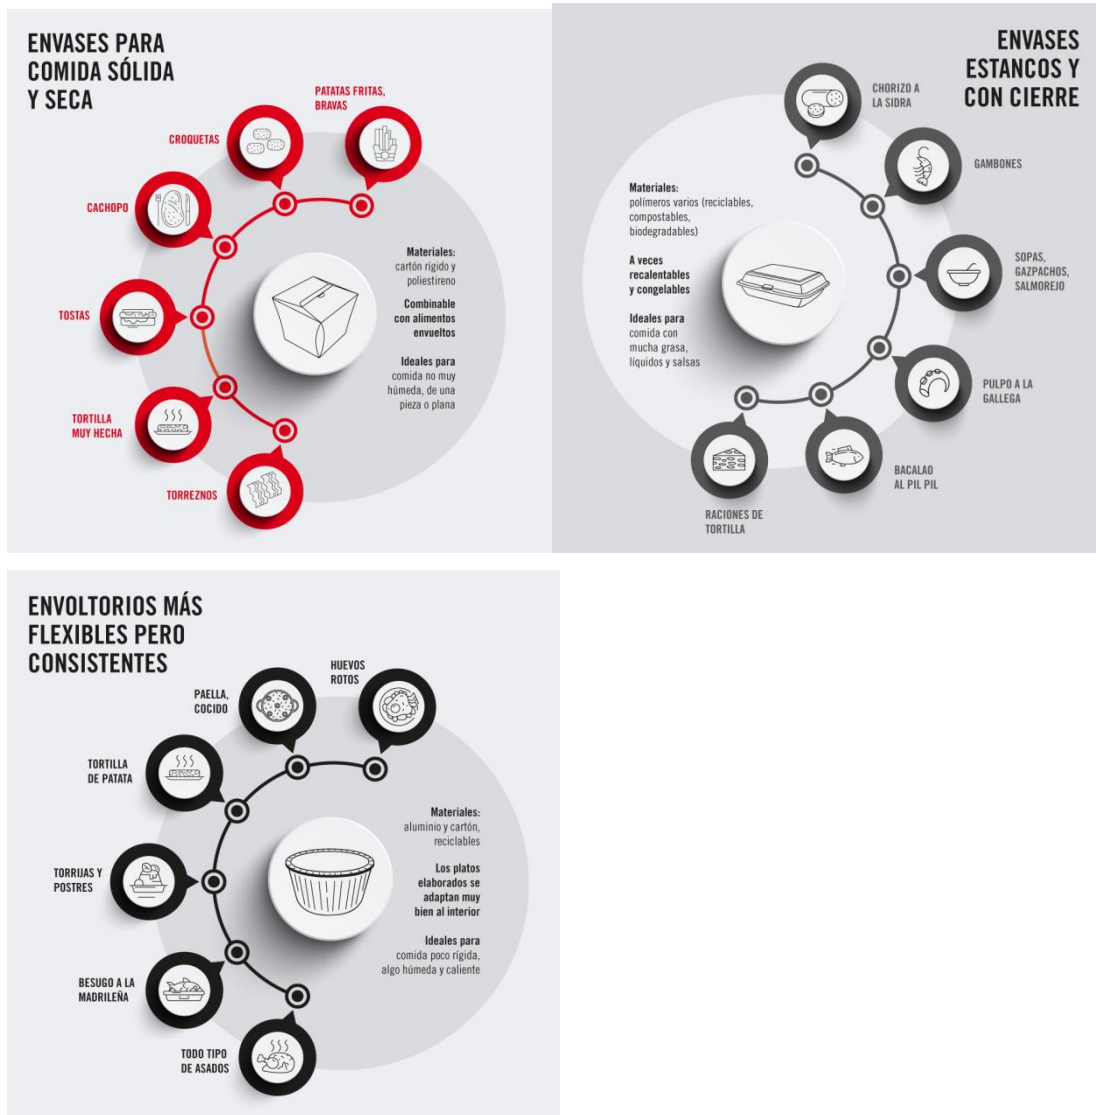 ENVASES PARA
COMIDA SÓLIDA
Y SECA
PATATAS FRITAS,
BRAVAS
CROQUETAS
CACHOPO
TOSTAS
TORTILLA
MUY HECHA
TORREZNOS
Materiales:
cartón rígido y
poliestireno
Combinable
con alimentos
envueltos
Ideales para
comida no muy
húmeda, de una
pieza o plana
ENVASES
ESTANCOS Y
CON CIERRE
CHORIZO A
LA SIDRA
GAMBONES
SOPAS,
GAZPACHOS,
SALMOREJO
PULPO A LA
GALLEGA
BACALAO
AL PIL PIL
RACIONES DE
TORTILLA
Materiales:
polímeros varios (reciclables,
compostables,
biodegradables)
A veces
recalentables
y congelables
Ideales para
comida con
mucha grasa,
líquidos y salsas
ENVOLTORIOS MÁS
FLEXIBLES PERO
CONSISTENTES
HUEVOS
ROTOS
PAELLA,
COCIDO
TORTILLA
DE PATATA
TORRIJAS Y
POSTRES
BESUGO A LA
MADRILEÑA
TODO TIPO
DE ASADOS
Materiales:
aluminio y cartón,
reciclables
Los platos
elaborados se
adaptan muy
bien al interior
Ideales para
comida poco rígida,
algo húmeda y caliente